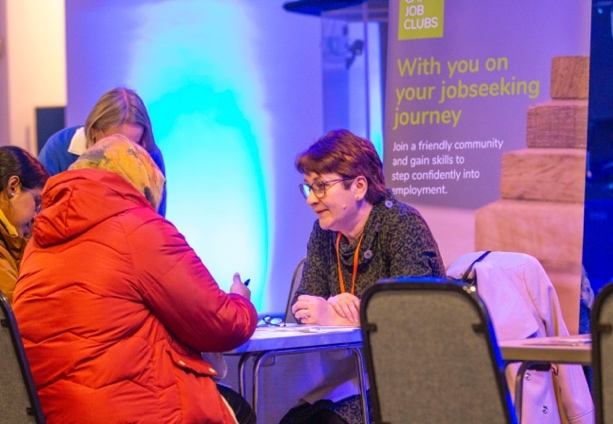 JOB
CLUBS
With you on
your jobseeking
journey
Join a friendly community
and gain skills to
step confidently into
employment.